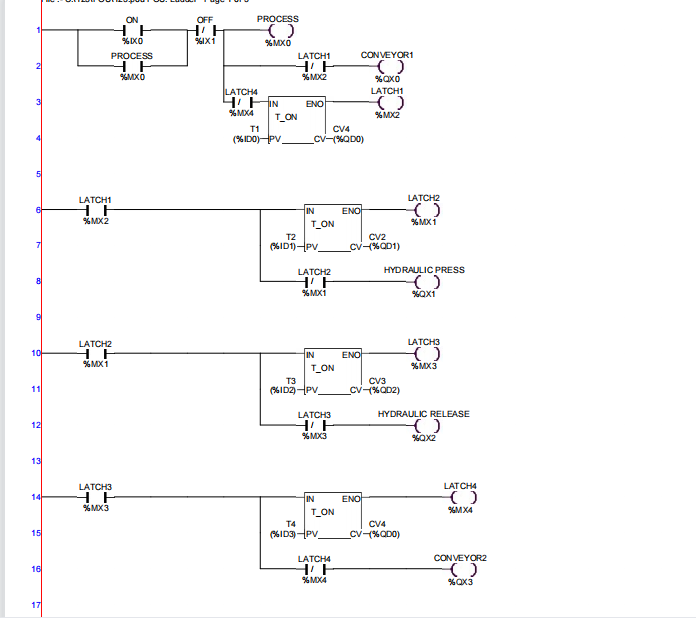 ON OFF PROCESS
1
%IX0 %IX1 %MX0
PROCESS LATCH1 CONVEYOR1
2
%MX0 %MX2 %QX0
LATCH4 LATCH1
3 IN ENO
%MX4 T_ON %MX2
T1 CV4
4 (%ID0) PV CV (%QD0)
5
LATCH1 LATCH2
6 IN ENO
%MX2 T_ON %MX1
T2 CV2
7 (%ID1) PV CV (%QD1)
LATCH2 HYDRAULIC PRESS
8
%MX1 %QX1
9
LATCH2 LATCH3
10 IN ENO
%MX1 T_ON %MX3
T3 CV3
11 (%ID2) PV CV (%QD2)
LATCH3 HYDRAULIC RELEASE
12
%MX3 %QX2
13
LATCH3 LATCH4
14 IN ENO
%MX3 T_ON %MX4
T4 CV4
15 (%ID3) PV CV (%QD0)
LATCH4 CONVEYOR2
16
%MX4 %QX3
17